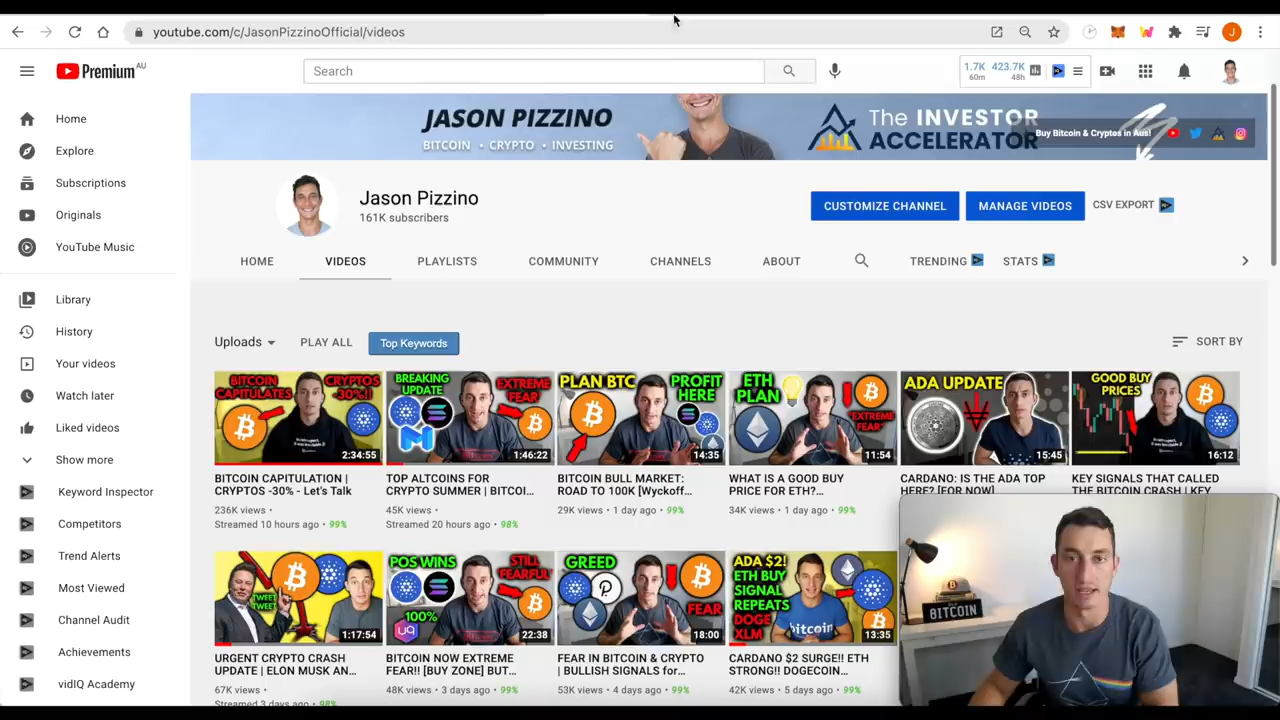 youtube.com/c/JasonPizzinoOfficial/videos
J
Premium AU
Search
1.7K 423.7K
60m 48h
Home
Explore
Subscriptions
Originals
YouTube Music
Library
History
Your videos
Watch later
Liked videos
Show more
Keyword Inspector
Competitors
Trend Alerts
Most Viewed
Channel Audit
Achievements
vidIQ Academy
JASON PIZZINO
BITCOIN • CRYPTO • INVESTING
The INVESTOR
ACCELERATOR
Buy Bitcoin & Cryptos in Aus!
Jason Pizzino
161K subscribers
CUSTOMIZE CHANNEL
MANAGE VIDEOS
CSV EXPORT
HOME
VIDEOS
PLAYLISTS
COMMUNITY
CHANNELS
ABOUT
TRENDING
STATS
Uploads
PLAY ALL
Top Keywords
SORT BY
BITCOIN CAPITULATES
CRYPTOS -30%!!
2:34:55
BITCOIN CAPITULATION |
CRYPTOS -30% - Let's Talk
236K views •
Streamed 10 hours ago • 99%
BREAKING UPDATE
EXTREME FEAR
1:46:22
TOP ALTCOINS FOR
CRYPTO SUMMER | BITCOI...
45K views •
Streamed 20 hours ago • 98%
PLAN BTC
PROFIT HERE
14:35
BITCOIN BULL MARKET:
ROAD TO 100K [Wyckoff...
29K views • 1 day ago • 99%
ETH PLAN
EXTREME FEAR
11:54
WHAT IS A GOOD BUY
PRICE FOR ETH?...
34K views • 1 day ago • 99%
ADA UPDATE
15:45
CARDANO: IS THE ADA TOP
HERE? [FOR NOW]
GOOD BUY PRICES
16:12
KEY SIGNALS THAT CALLED
THE BITCOIN CRASH | KEY
TWEET TWEET
1:17:54
URGENT CRYPTO CRASH
UPDATE | ELON MUSK AN...
67K views •
Streamed 3 days ago • 98%
POS WINS
100%
STILL FEARFUL
22:38
BITCOIN NOW EXTREME
FEAR!! [BUY ZONE] BUT...
48K views • 3 days ago • 99%
GREED
FEAR
18:00
FEAR IN BITCOIN & CRYPTO
| BULLISH SIGNALS for...
53K views • 4 days ago • 99%
ADA $2!
ETH BUY
SIGNAL
REPEATS
DOGE
XLM
bitcoin
13:35
CARDANO $2 SURGE!! ETH
STRONG!! DOGECOIN...
42K views • 5 days ago • 99%
BITCOIN